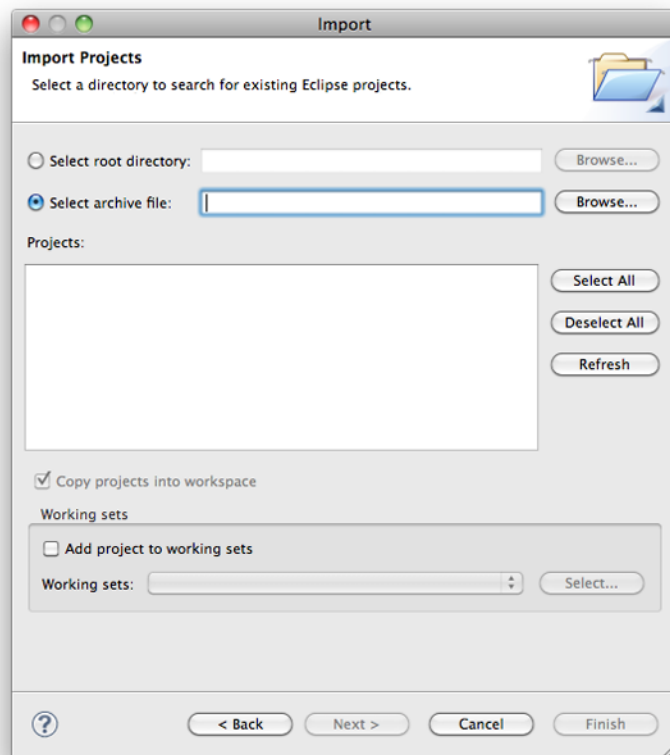 Import
Import Projects
Select a directory to search for existing Eclipse projects.
Select root directory: Browse...
Select archive file: Browse...
Projects:
Select All
Deselect All
Refresh
Copy projects into workspace
Working sets
Add project to working sets
Working sets: Select...
? < Back Next > Cancel Finish